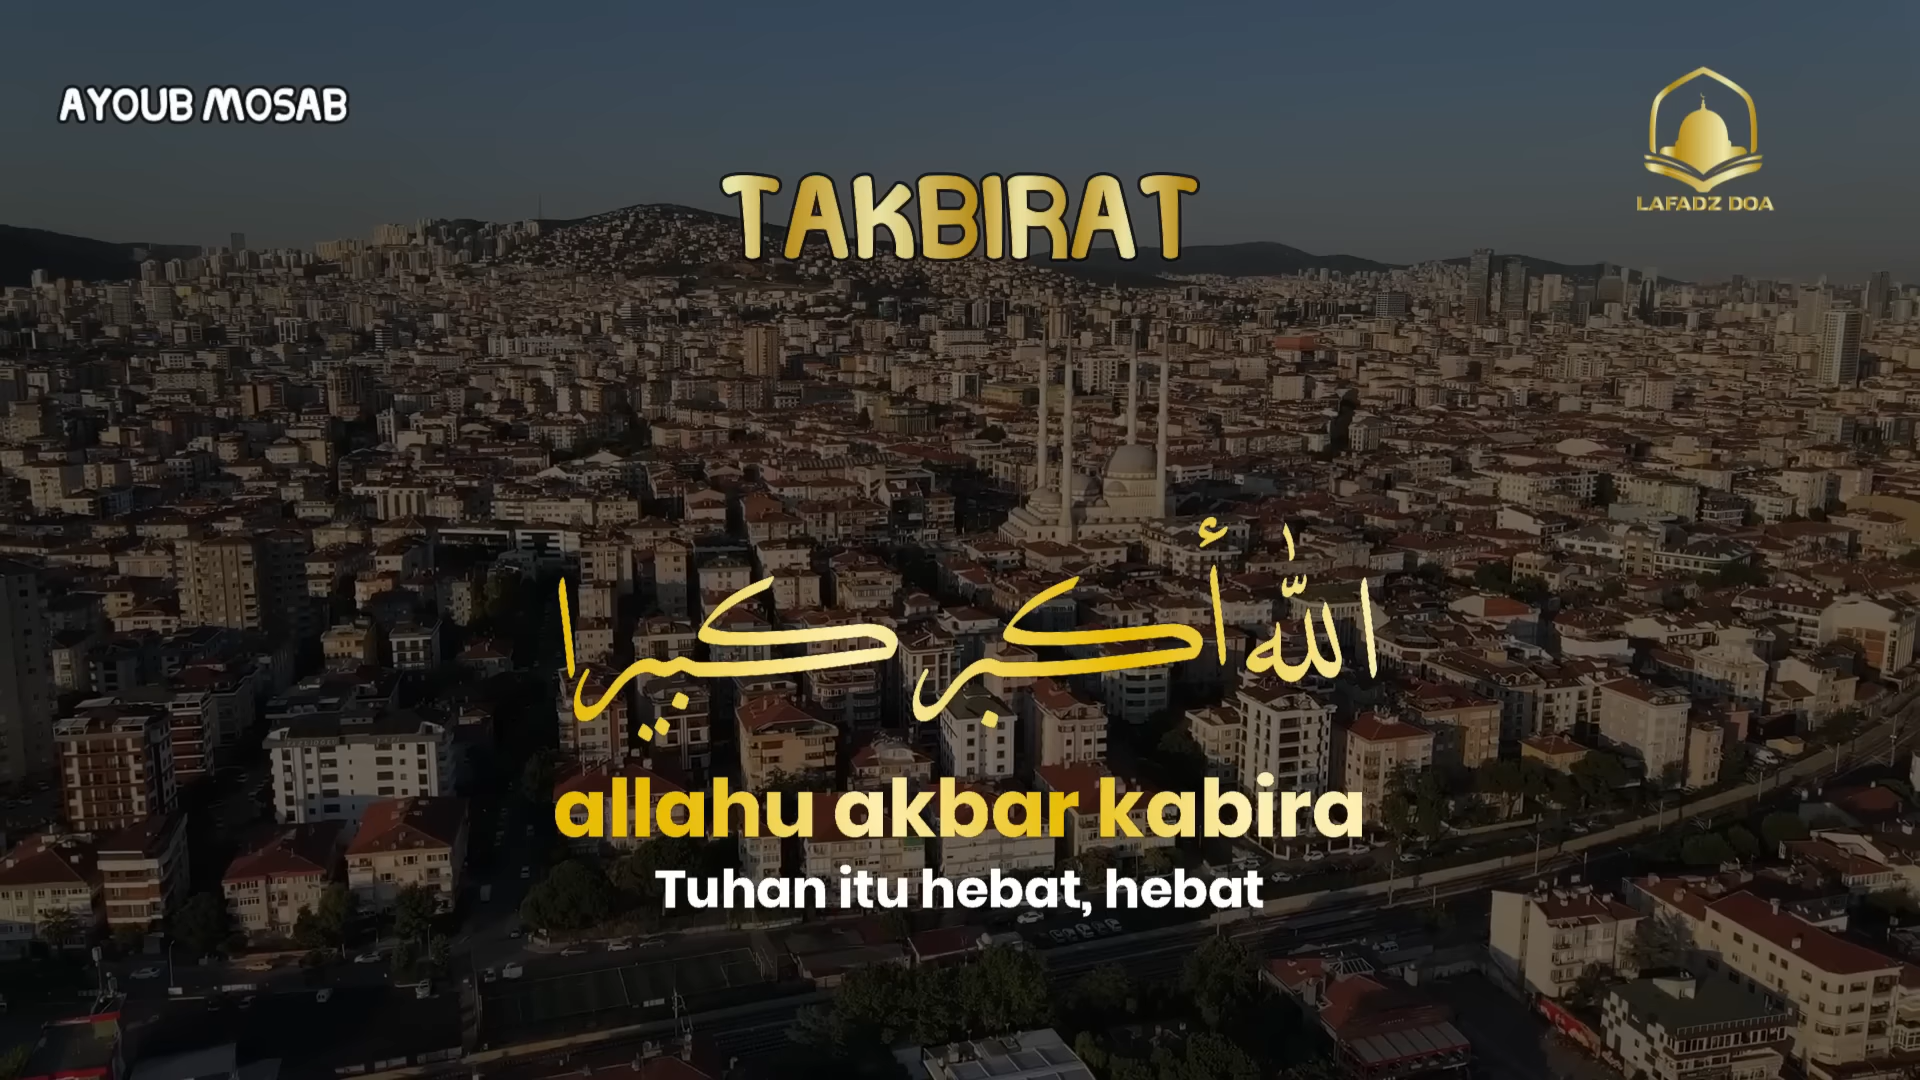 AYOUB MOSAB
LAFADZ DOA
TAKBIRAT
الله أكبر كبيرا
allahu akbar kabira
Tuhan itu hebat, hebat